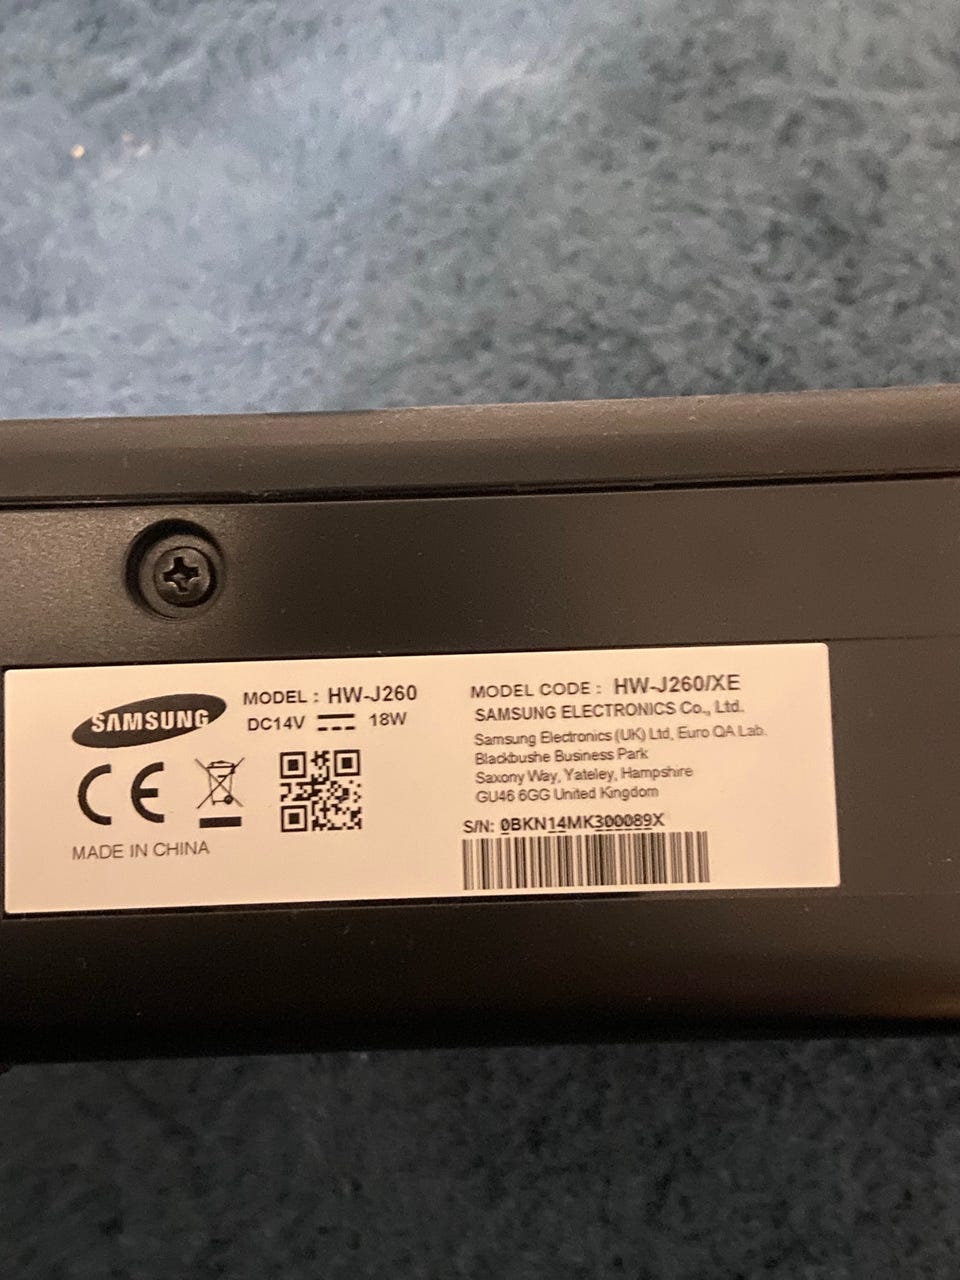 SAMSUNG
MODEL : HW-J260
DC14V 18W
MADE IN CHINA
MODEL CODE : HW-J260/XE
SAMSUNG ELECTRONICS Co., Ltd.
Samsung Electronics (UK) Ltd, Euro QA Lab.
Blackbushe Business Park
Saxony Way, Yateley, Hampshire
GU46 6GG United Kingdom
S/N: 0BKN14MK300089X